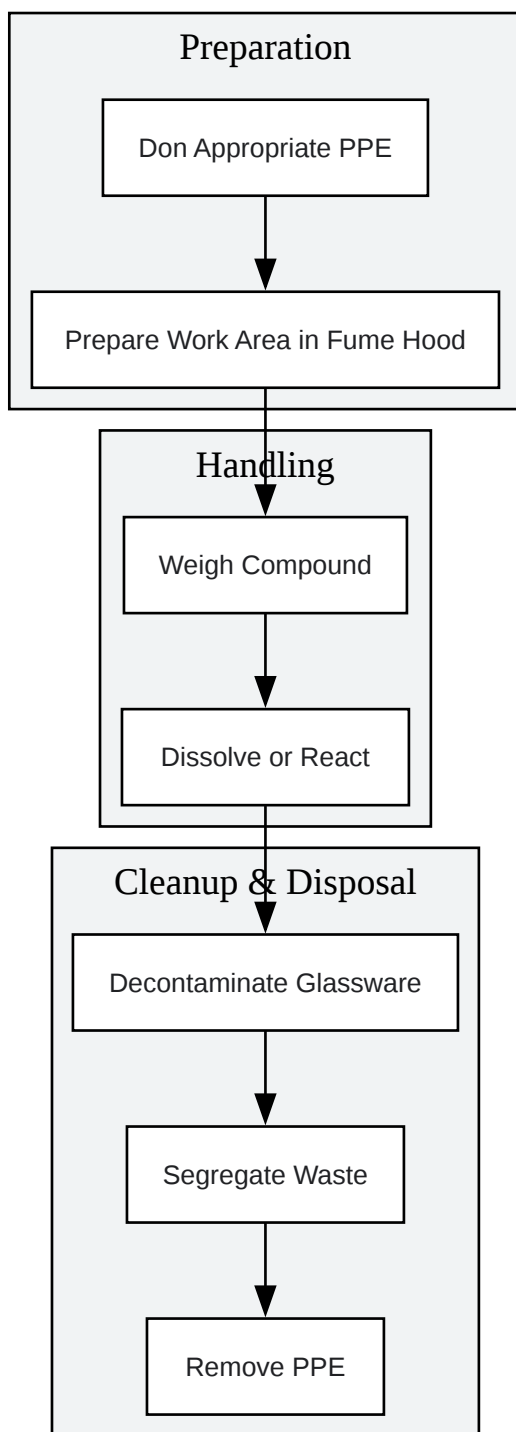 Preparation
Don Appropriate PPE
Prepare Work Area in Fume Hood
Handling
Weigh Compound
Dissolve or React
Cleanup & Disposal
Decontaminate Glassware
Segregate Waste
Remove PPE